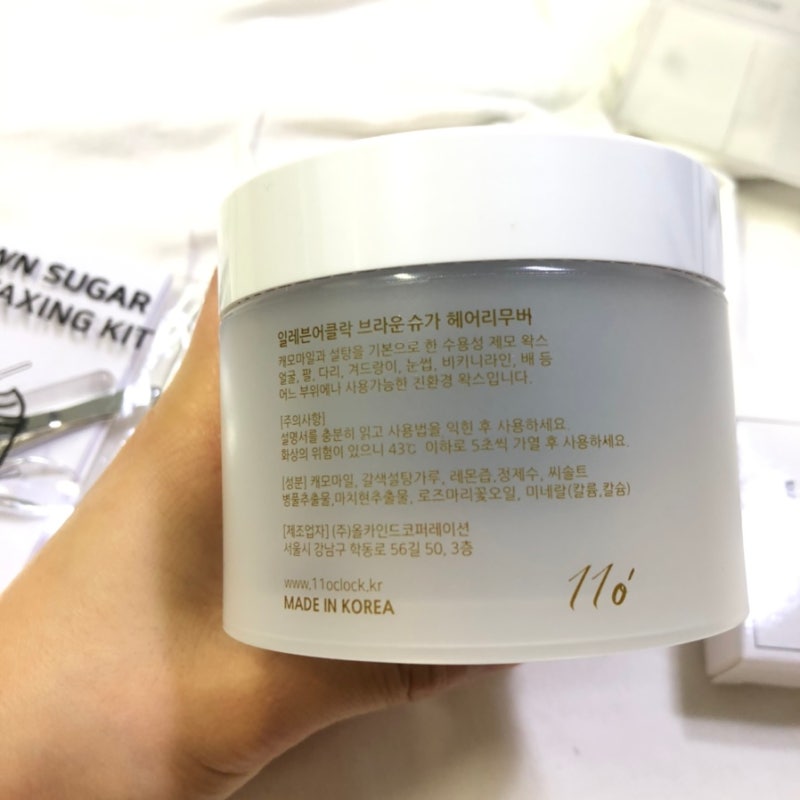 WN SUGAR
AXING KIT
일레븐어클락 브라운슈가 헤어리무버
캐모마일과 설탕을 기본으로 한 수용성 제모 왁스
얼굴, 팔, 다리, 겨드랑이, 눈썹, 비키니라인, 배 등
어느 부위에나 사용가능한 친환경 왁스입니다.
[주의사항]
설명서를 충분히 읽고 사용법을 익힌 후 사용하세요.
화상의 위험이 있으니 43℃ 이하로 5초씩 가열 후 사용하세요.
[성분] 캐모마일, 갈색설탕가루, 레몬즙,정제수, 씨솔트
병풀추출물,마치현추출물, 로즈마리꽃오일, 미네랄(칼륨,칼슘)
[제조업자] (주)올카인드코퍼레이션
서울시 강남구 학동로 56길 50, 3층
www.11oclock.kr
MADE IN KOREA
11o'